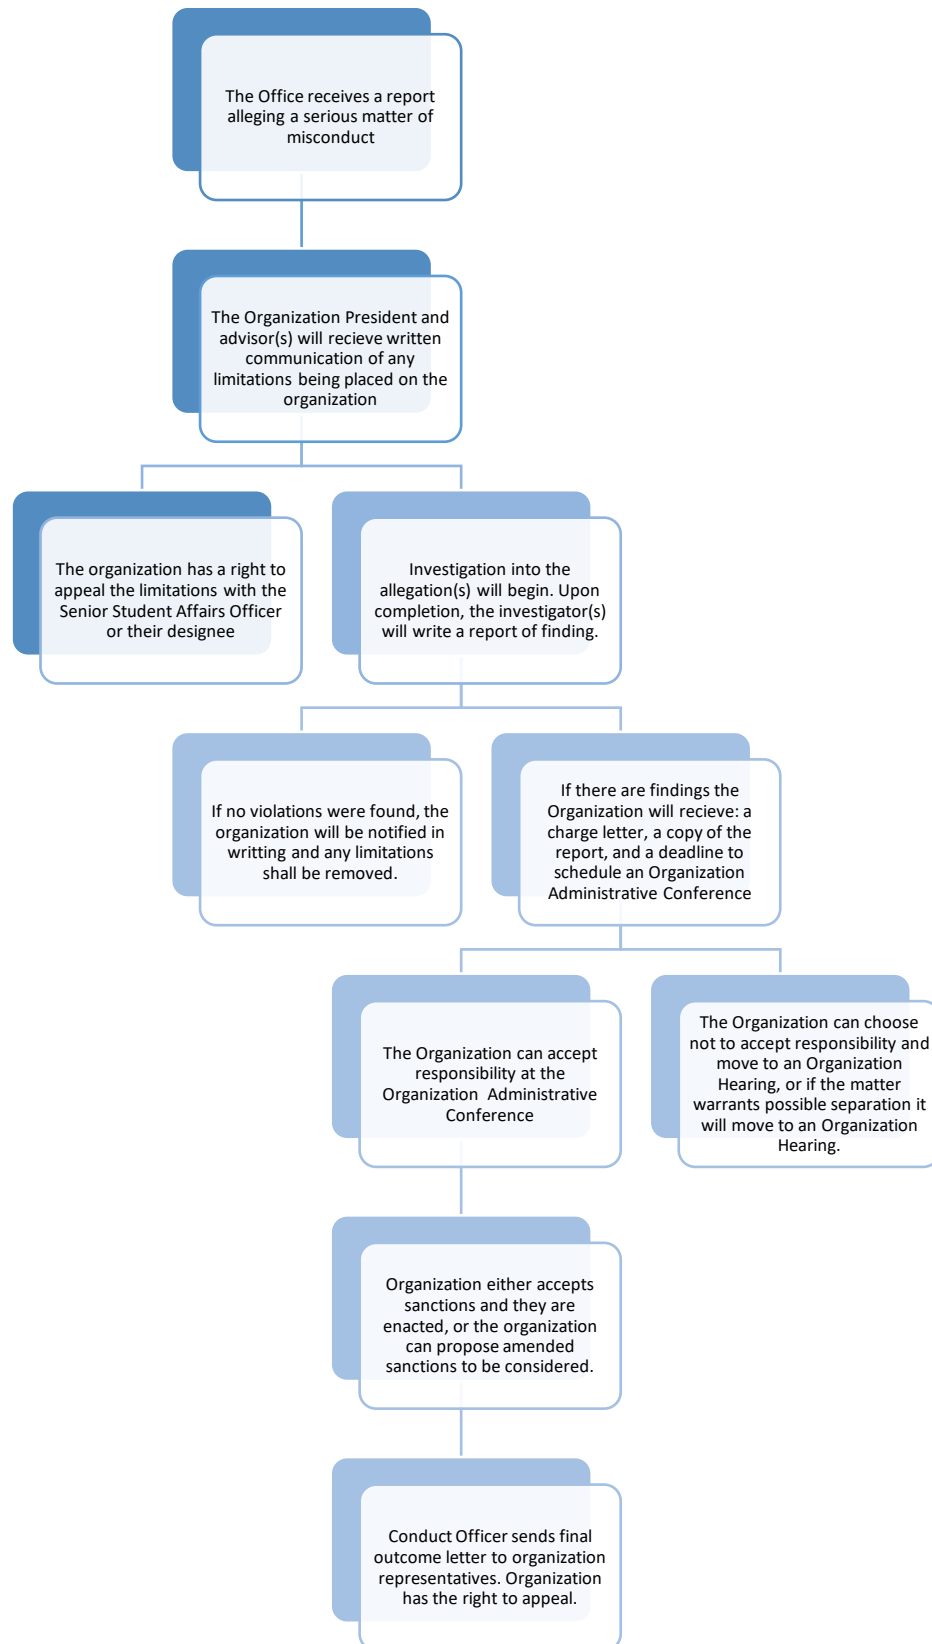 The Office receives a report
alleging a serious matter of
misconduct
The Organization President and
advisor(s) will recieve written
communication of any
limitations being placed on the
organization
The organization has a right to
appeal the limitations with the
Senior Student Affairs Officer
or their designee
Investigation into the
allegation(s) will begin. Upon
completion, the investigator(s)
will write a report of finding.
If no violations were found, the
organization will be notified in
writting and any limitations
shall be removed.
If there are findings the
Organization will recieve: a
charge letter, a copy of the
report, and a deadline to
schedule an Organization
Administrative Conference
The Organization can accept
responsibility at the
Organization Administrative
Conference
The Organization can choose
not to accept responsibility and
move to an Organization
Hearing, or if the matter
warrants possible separation it
will move to an Organization
Hearing.
Organization either accepts
sanctions and they are
enacted, or the organization
can propose amended
sanctions to be considered.
Conduct Officer sends final
outcome letter to organization
representatives. Organization
has the right to appeal.